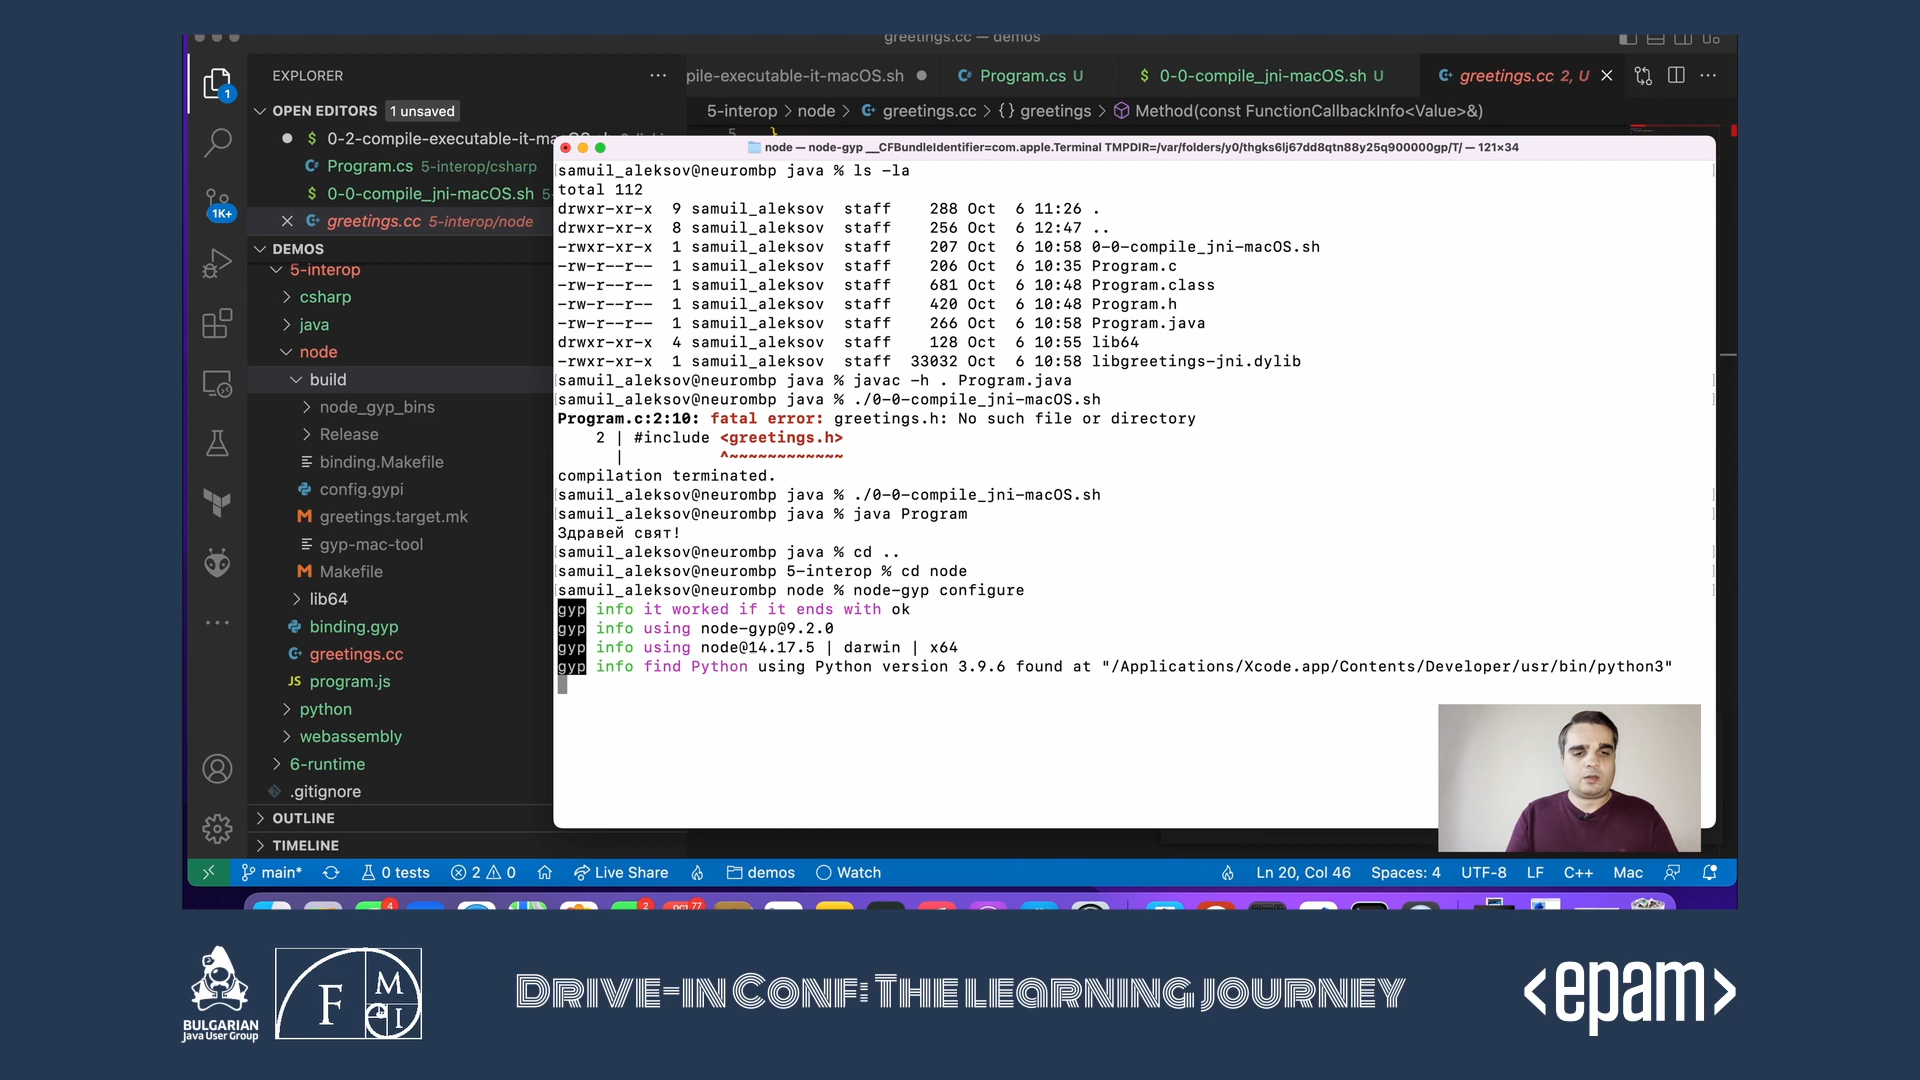 greetings.cc — demos
EXPLORER
pile-executable-it-macOS.sh
Program.cs U
$ 0-0-compile_jni-macOS.sh U
greetings.cc 2, U
OPEN EDITORS 1 unsaved
5-interop > node > greetings.cc > {} greetings > Method(const FunctionCallbackInfo<Value>&)
5 }
1
$ 0-2-compile-executable-it-macOS.sh
Program.cs 5-interop/csharp
$ 0-0-compile_jni-macOS.sh 5-
greetings.cc 5-interop/node
1K+
DEMOS
5-interop
csharp
java
node
build
node_gyp_bins
Release
binding.Makefile
config.gypi
greetings.target.mk
gyp-mac-tool
Makefile
lib64
binding.gyp
greetings.cc
JS program.js
python
webassembly
6-runtime
.gitignore
OUTLINE
TIMELINE
node — node-gyp __CFBundleIdentifier=com.apple.Terminal TMPDIR=/var/folders/y0/thgks6lj67dd8qtn88y25q900000gp/T/ — 121×34
samuil_aleksov@neurombp java % ls -la
total 112
drwxr-xr-x  9 samuil_aleksov  staff    288 Oct  6 11:26 .
drwxr-xr-x  8 samuil_aleksov  staff    256 Oct  6 12:47 ..
-rwxr-xr-x  1 samuil_aleksov  staff    207 Oct  6 10:58 0-0-compile_jni-macOS.sh
-rw-r--r--  1 samuil_aleksov  staff    206 Oct  6 10:35 Program.c
-rw-r--r--  1 samuil_aleksov  staff    681 Oct  6 10:48 Program.class
-rw-r--r--  1 samuil_aleksov  staff    420 Oct  6 10:48 Program.h
-rw-r--r--  1 samuil_aleksov  staff    266 Oct  6 10:58 Program.java
drwxr-xr-x  4 samuil_aleksov  staff    128 Oct  6 10:55 lib64
-rwxr-xr-x  1 samuil_aleksov  staff  33032 Oct  6 10:58 libgreetings-jni.dylib
samuil_aleksov@neurombp java % javac -h . Program.java
samuil_aleksov@neurombp java % ./0-0-compile_jni-macOS.sh
Program.c:2:10: fatal error: greetings.h: No such file or directory
2 | #include <greetings.h>
| ^~~~~~~~~~~~~
compilation terminated.
samuil_aleksov@neurombp java % ./0-0-compile_jni-macOS.sh
samuil_aleksov@neurombp java % java Program
Здравей свят!
samuil_aleksov@neurombp java % cd ..
samuil_aleksov@neurombp 5-interop % cd node
samuil_aleksov@neurombp node % node-gyp configure
gyp info it worked if it ends with ok
gyp info using node-gyp@9.2.0
gyp info using node@14.17.5 | darwin | x64
gyp info find Python using Python version 3.9.6 found at "/Applications/Xcode.app/Contents/Developer/usr/bin/python3"
main* 0 tests 2 0 Live Share demos Watch Ln 20, Col 46 Spaces: 4 UTF-8 LF C++ Mac
4 2 77
BULGARIAN
Java User Group
F M I
DRIVE-IN CONF: THE LEARNING JOURNEY
<epam>